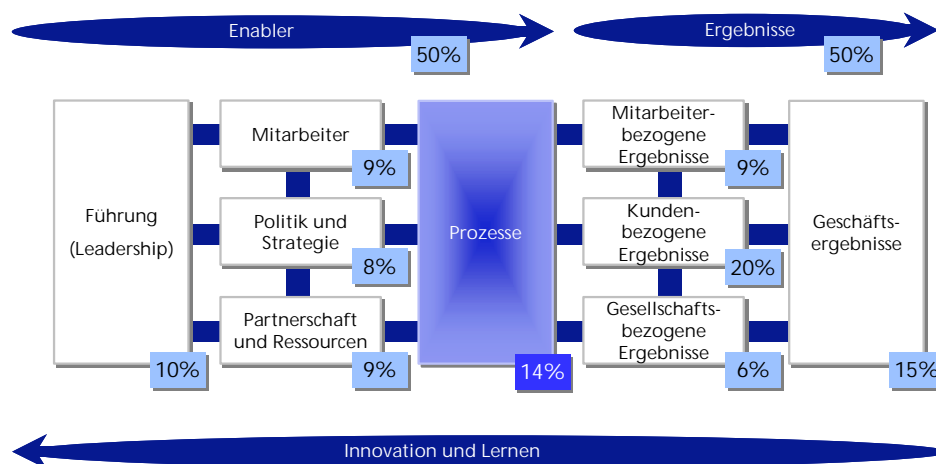 Enabler
50%
Ergebnisse
50%
Führung
(Leadership)
10%
Mitarbeiter
9%
Politik und
Strategie
8%
Partnerschaft
und Ressourcen
9%
Prozesse
14%
Mitarbeiter-
bezogene
Ergebnisse
9%
Kunden-
bezogene
Ergebnisse
20%
Gesellschafts-
bezogene
Ergebnisse
6%
Geschäfts-
ergebnisse
15%
Innovation und Lernen